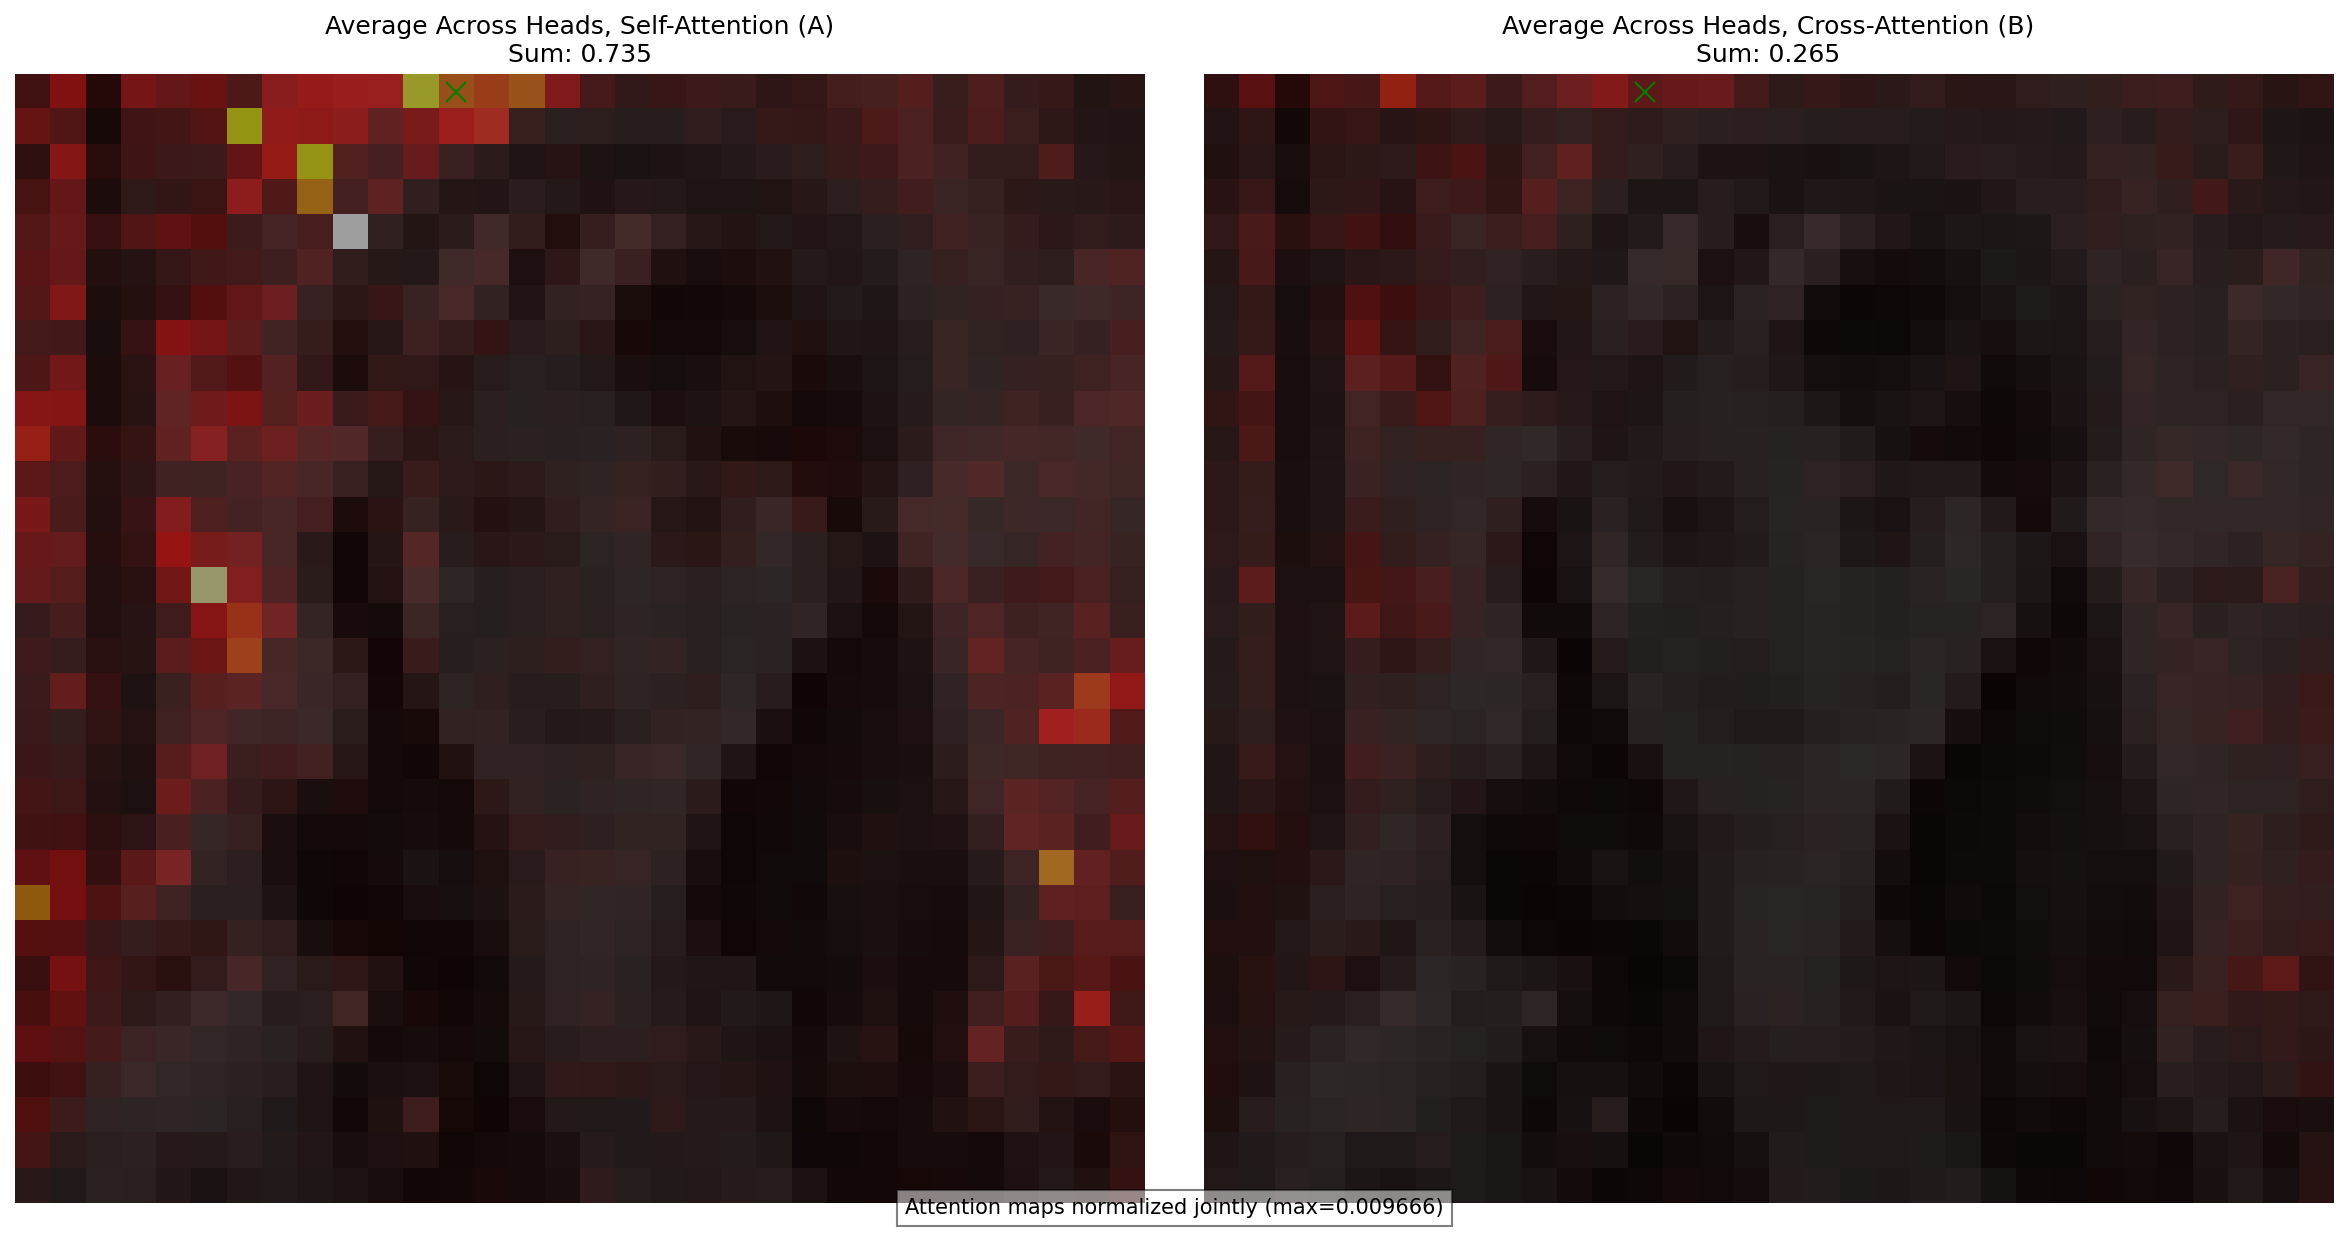 Average Across Heads, Self-Attention (A)
Sum: 0.735
Average Across Heads, Cross-Attention (B)
Sum: 0.265
Attention maps normalized jointly (max=0.009666)